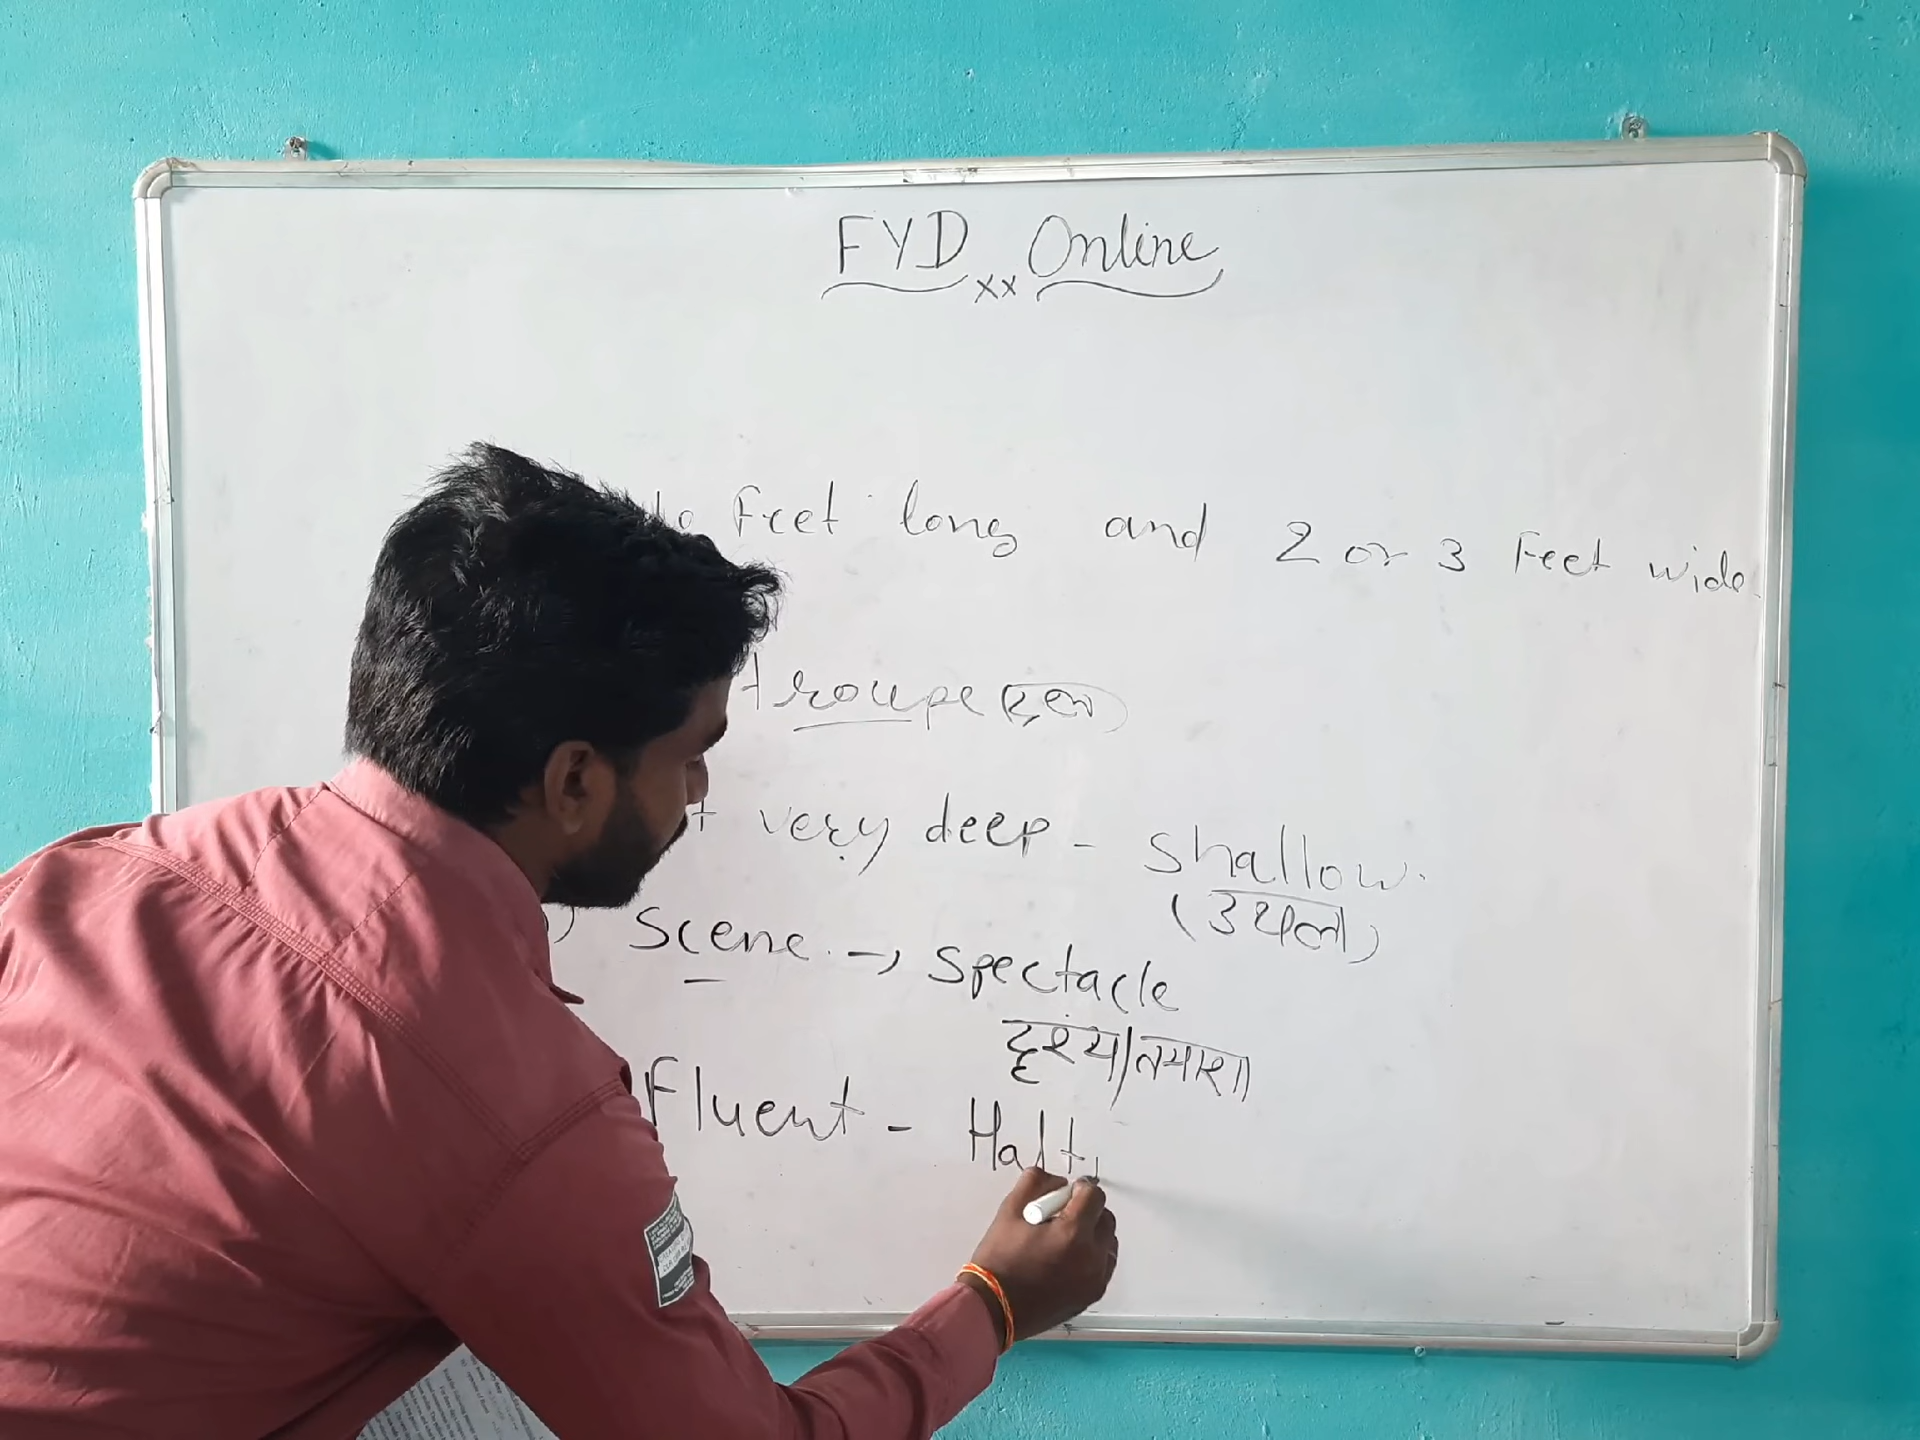 FYD xx Online
Feet long and 2 or 3 Feet wide.
troupe (दल)
very deep - shallow.
(उथला)
Scene. → Spectacle
दृश्य/तमाशा
Fluent - Halt